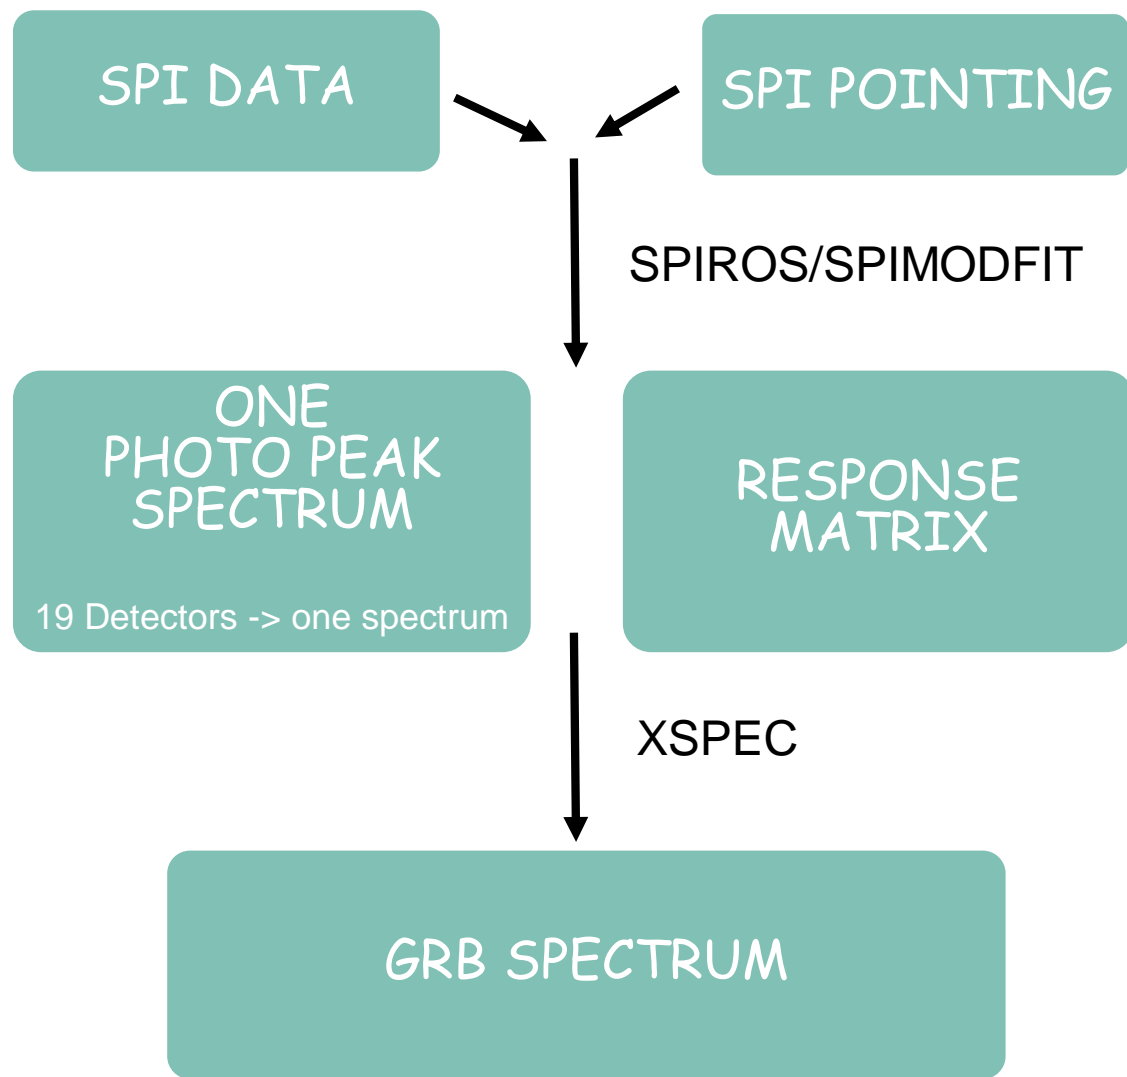 SPI DATA
SPI POINTING
SPIROS/SPIMODFIT
ONE
PHOTO PEAK
SPECTRUM
19 Detectors -> one spectrum
RESPONSE
MATRIX
XSPEC
GRB SPECTRUM